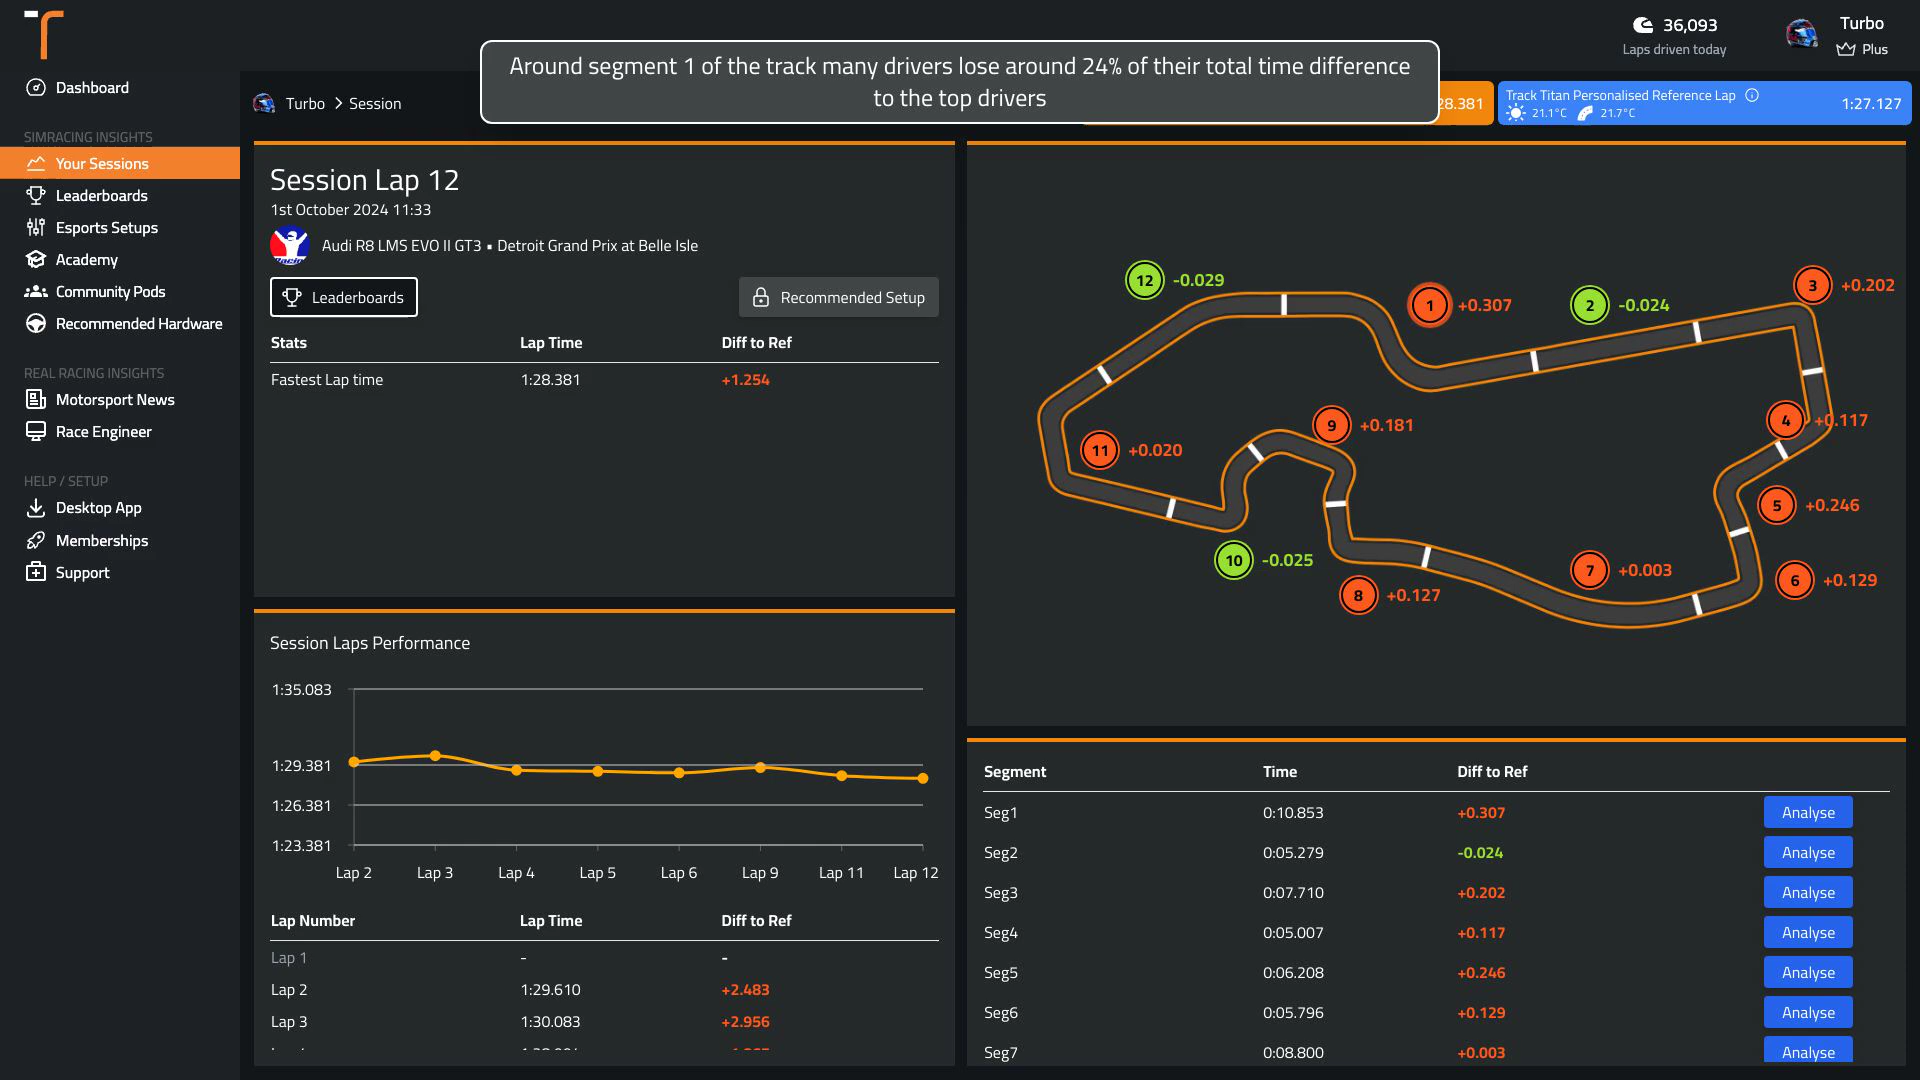 36,093
Laps driven today
Turbo
Plus
Around segment 1 of the track many drivers lose around 24% of their total time difference
to the top drivers
Dashboard
SIMRACING INSIGHTS
Your Sessions
Leaderboards
Esports Setups
Academy
Community Pods
Recommended Hardware
REAL RACING INSIGHTS
Motorsport News
Race Engineer
HELP / SETUP
Desktop App
Memberships
Support
Turbo > Session
28.381
Track Titan Personalised Reference Lap
21.1°C 21.7°C
1:27.127
Session Lap 12
1st October 2024 11:33
Audi R8 LMS EVO II GT3 • Detroit Grand Prix at Belle Isle
Leaderboards
Recommended Setup
Stats Lap Time Diff to Ref
Fastest Lap time 1:28.381 +1.254
12 -0.029
1 +0.307
2 -0.024
3 +0.202
4 +0.117
9 +0.181
11 +0.020
5 +0.246
10 -0.025
7 +0.003
6 +0.129
8 +0.127
Session Laps Performance
1:35.083
1:29.381
1:26.381
1:23.381
Lap 2 Lap 3 Lap 4 Lap 5 Lap 6 Lap 9 Lap 11 Lap 12
Lap Number Lap Time Diff to Ref
Lap 1 - -
Lap 2 1:29.610 +2.483
Lap 3 1:30.083 +2.956
Segment Time Diff to Ref
Seg1 0:10.853 +0.307 Analyse
Seg2 0:05.279 -0.024 Analyse
Seg3 0:07.710 +0.202 Analyse
Seg4 0:05.007 +0.117 Analyse
Seg5 0:06.208 +0.246 Analyse
Seg6 0:05.796 +0.129 Analyse
Seg7 0:08.800 +0.003 Analyse